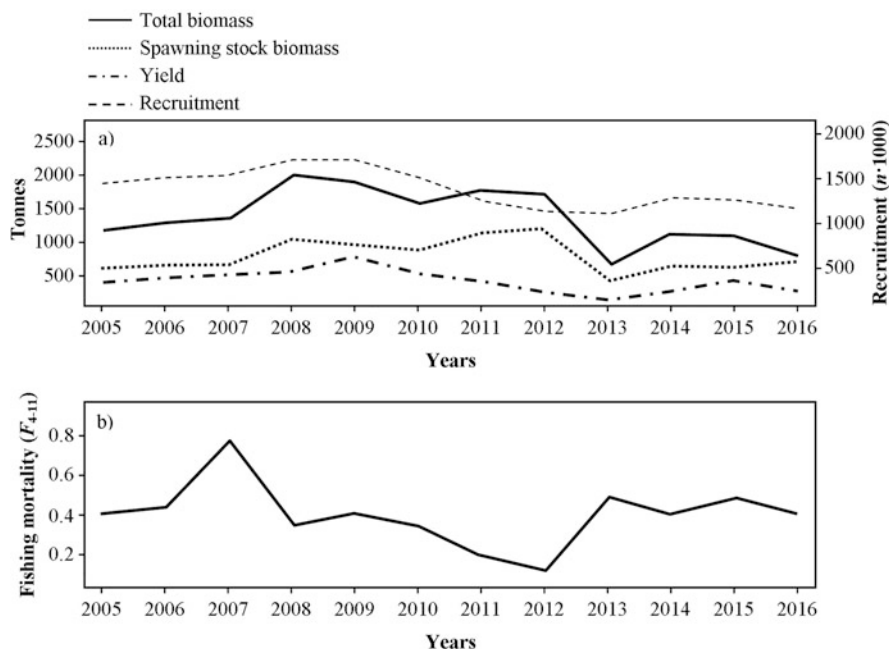 Total biomass
Spawning stock biomass
Yield
Recruitment
a)
Tonnes
2500
2000
1500
1000
500
Recruitment (n·1000)
2000
1500
1000
500
2005 2006 2007 2008 2009 2010 2011 2012 2013 2014 2015 2016
Years
b)
Fishing mortality (F4-11)
0.8
0.6
0.4
0.2
2005 2006 2007 2008 2009 2010 2011 2012 2013 2014 2015 2016
Years